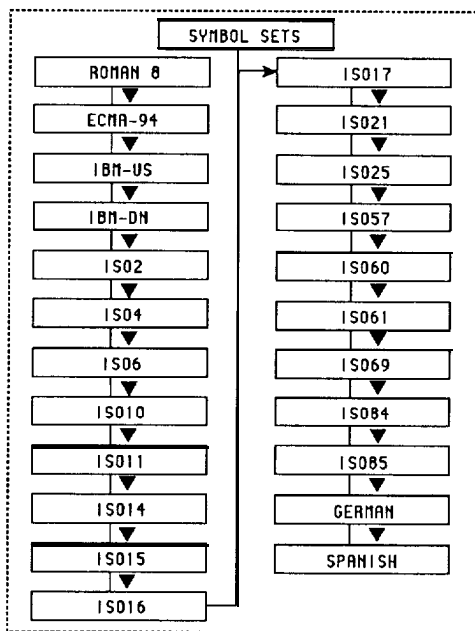 SYMBOL SETS
ROMAN 8
ECMA-94
IBM-US
IBM-DN
ISO2
ISO4
ISO6
ISO10
ISO11
ISO14
ISO15
ISO16
ISO17
ISO21
ISO25
ISO57
ISO60
ISO61
ISO69
ISO84
ISO85
GERMAN
SPANISH